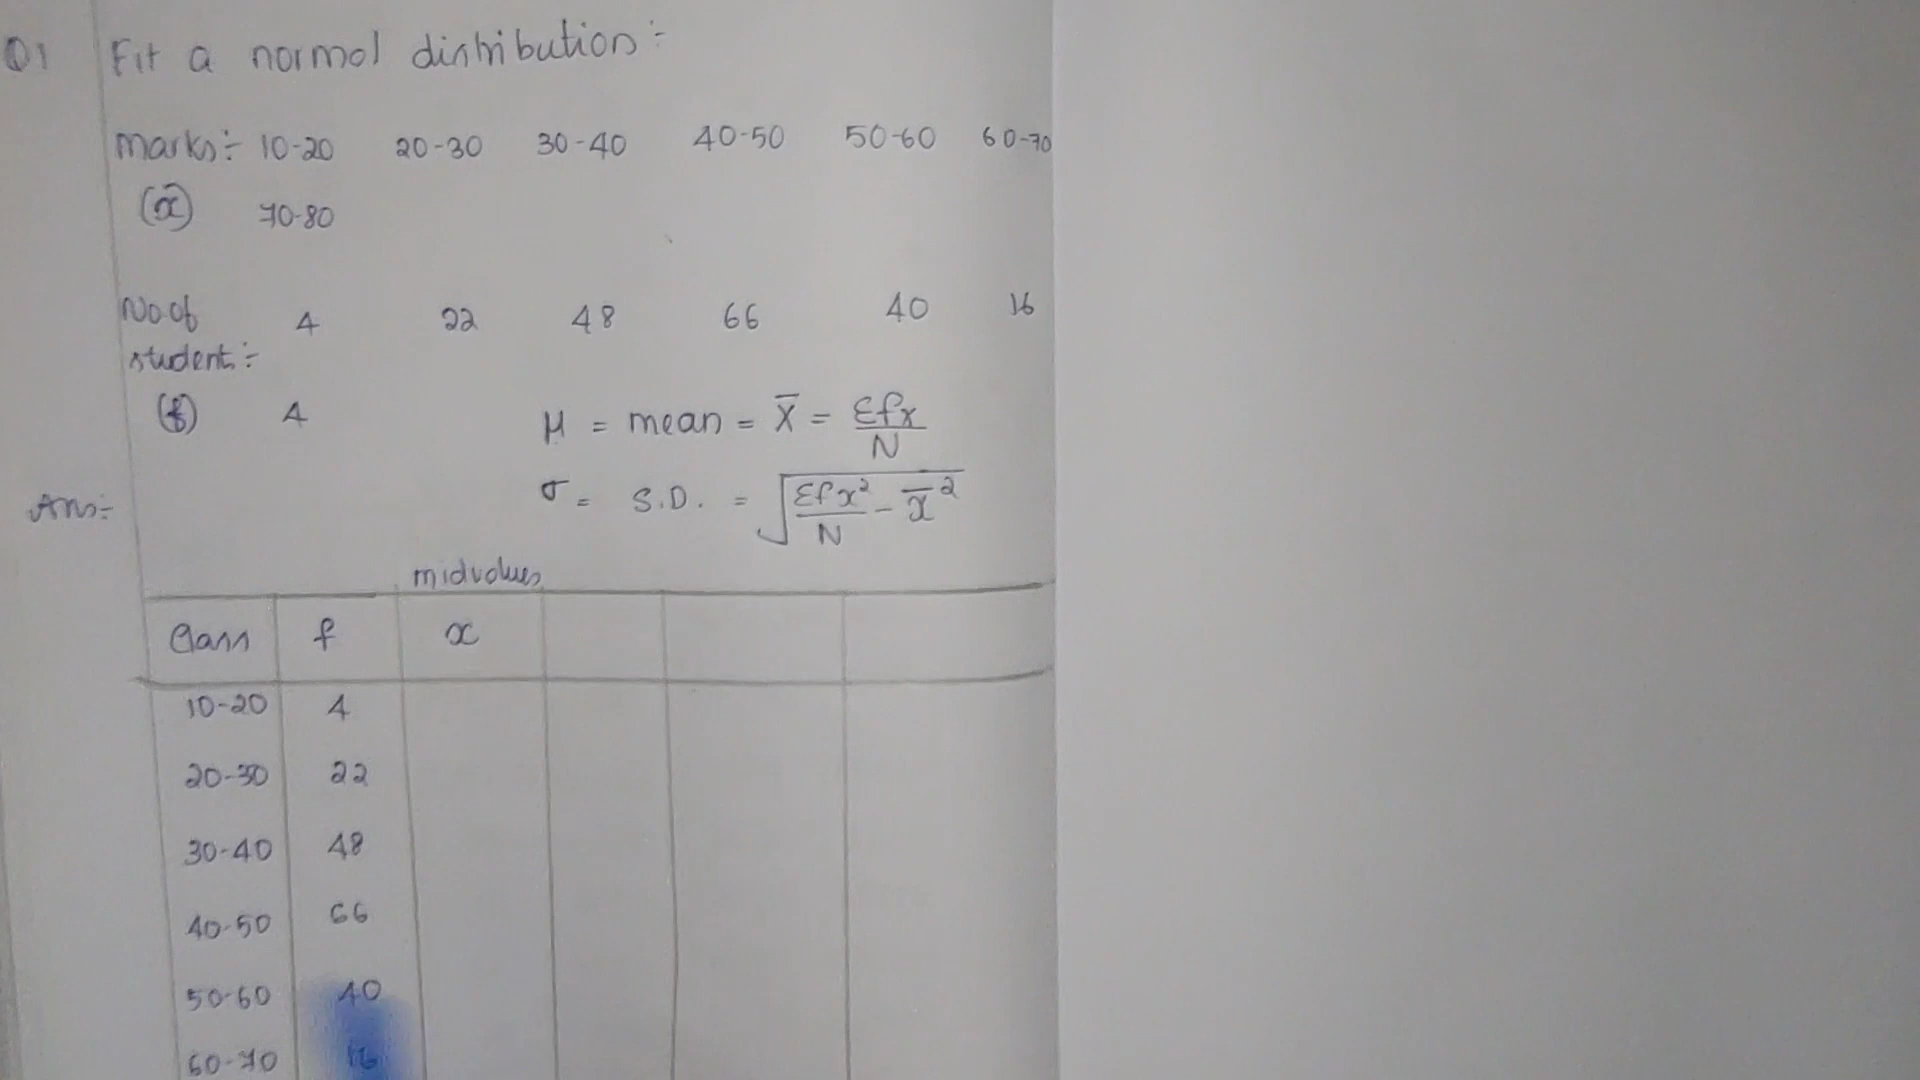 Q1 Fit a normal distribution :-
Marks :- 10-20 20-30 30-40 40-50 50-60 60-70
(x) 70-80
No of 4 22 48 66 40 16
student :-
(f) 4
μ = mean = X̄ = Σfx / N
σ = S.D. = √(Σfx² / N - x̄²)
Ans :-
midvalues
Class f x
10-20 4
20-30 22
30-40 48
40-50 66
50-60 40
60-70 16